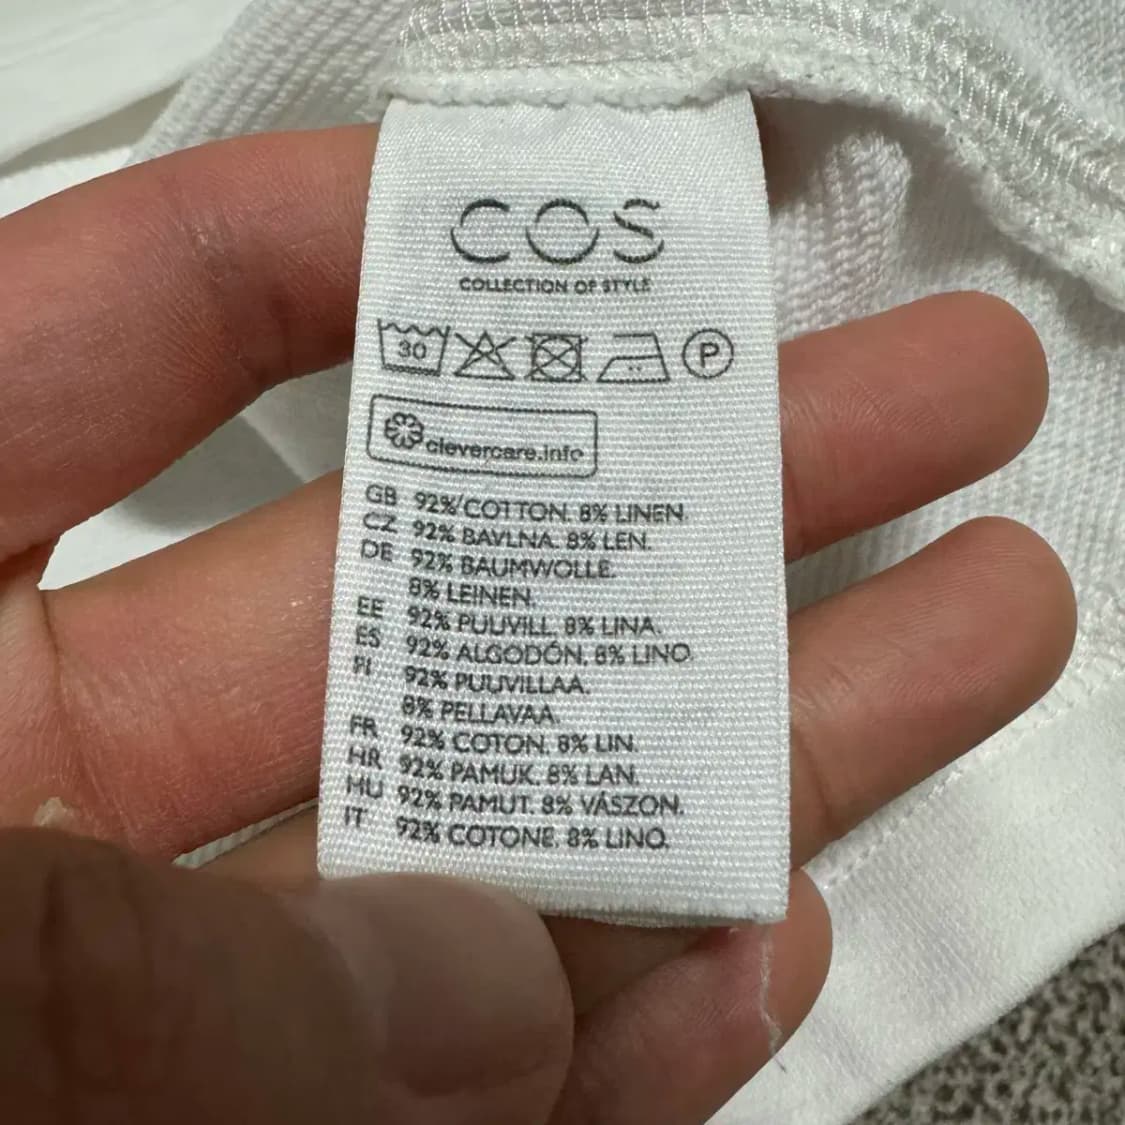 COS
COLLECTION OF STYLE
30 P
clevercare.info
GB 92% COTTON. 8% LINEN.
CZ 92% BAVLNA. 8% LEN.
DE 92% BAUMWOLLE.
8% LEINEN.
EE 92% PUUVILL. 8% LINA.
ES 92% ALGODÓN. 8% LINO.
FI 92% PUUVILLAA.
8% PELLAVAA.
FR 92% COTON. 8% LIN.
HR 92% PAMUK. 8% LAN.
HU 92% PAMUT. 8% VÁSZON.
IT 92% COTONE. 8% LINO.